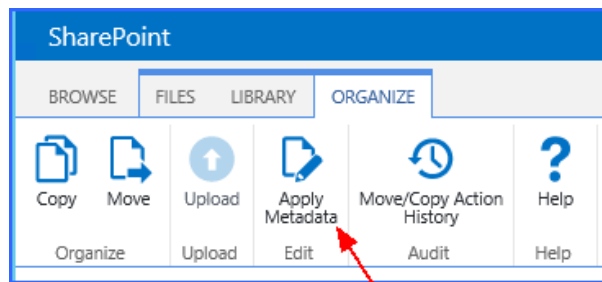 SharePoint
BROWSE FILES LIBRARY ORGANIZE
Copy Move Upload Apply Metadata Move/Copy Action History Help
Organize Upload Edit Audit Help